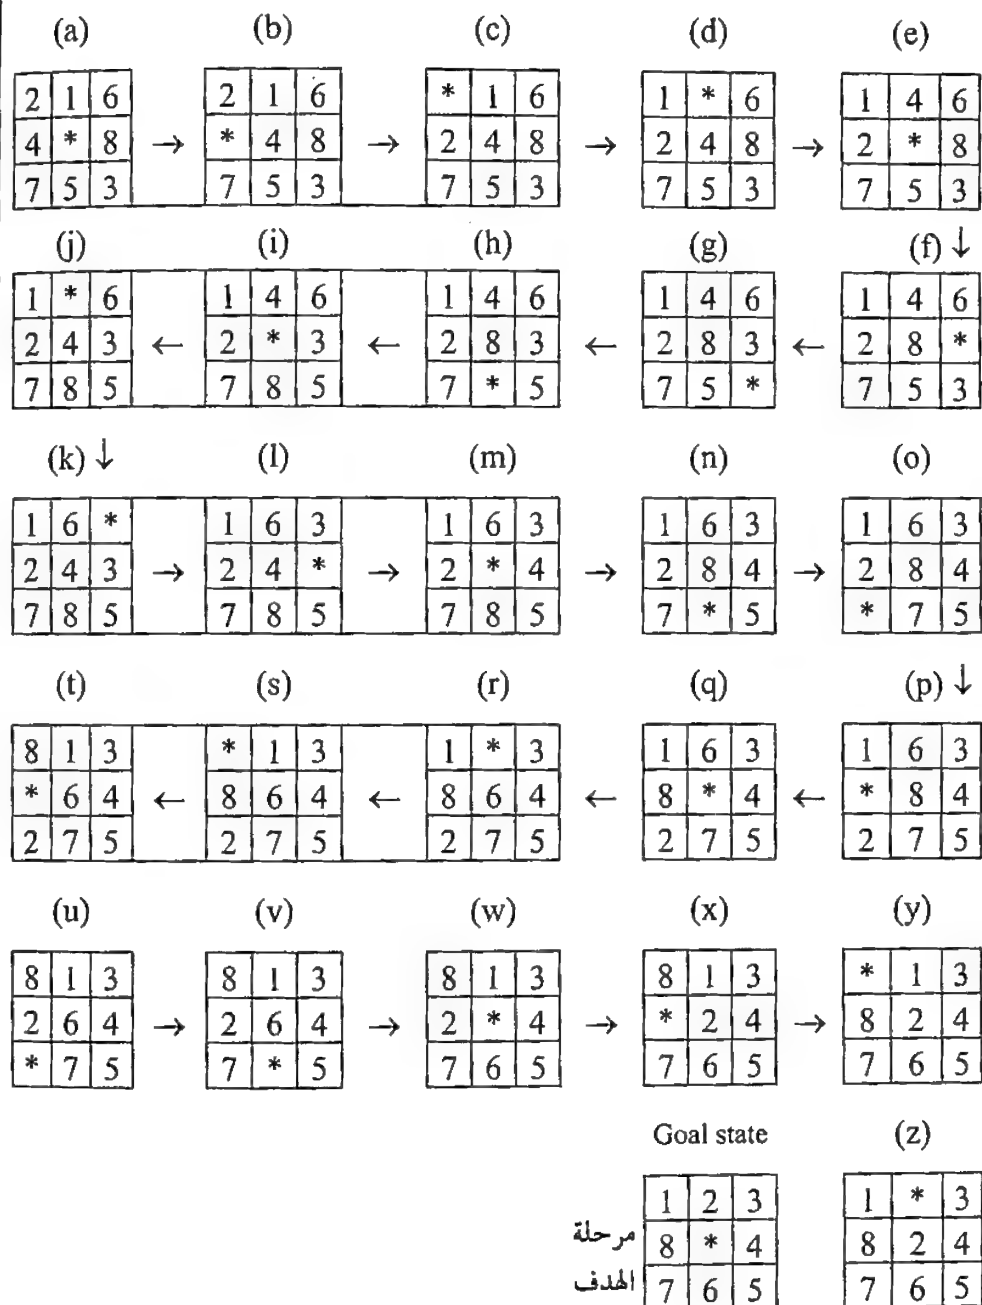 (a) (b) (c) (d) (e)
2 1 6 2 1 6 * 1 6 1 * 6 1 4 6
4 * 8 → * 4 8 → 2 4 8 → 2 4 8 → 2 * 8
7 5 3 7 5 3 7 5 3 7 5 3 7 5 3
(j) (i) (h) (g) (f) ↓
1 * 6 1 4 6 1 4 6 1 4 6 1 4 6
2 4 3 ← 2 * 3 ← 2 8 3 ← 2 8 3 ← 2 8 *
7 8 5 7 8 5 7 * 5 7 5 * 7 5 3
(k) ↓ (l) (m) (n) (o)
1 6 * 1 6 3 1 6 3 1 6 3 1 6 3
2 4 3 → 2 4 * → 2 * 4 → 2 8 4 → 2 8 4
7 8 5 7 8 5 7 8 5 7 * 5 * 7 5
(t) (s) (r) (q) (p) ↓
8 1 3 * 1 3 1 * 3 1 6 3 1 6 3
* 6 4 ← 8 6 4 ← 8 6 4 ← 8 * 4 ← * 8 4
2 7 5 2 7 5 2 7 5 2 7 5 2 7 5
(u) (v) (w) (x) (y)
8 1 3 8 1 3 8 1 3 8 1 3 * 1 3
2 6 4 → 2 6 4 → 2 * 4 → * 2 4 → 8 2 4
* 7 5 7 * 5 7 6 5 7 6 5 7 6 5
Goal state (z)
1 2 3 1 * 3
مرحلة 8 * 4 8 2 4
الهدف 7 6 5 7 6 5